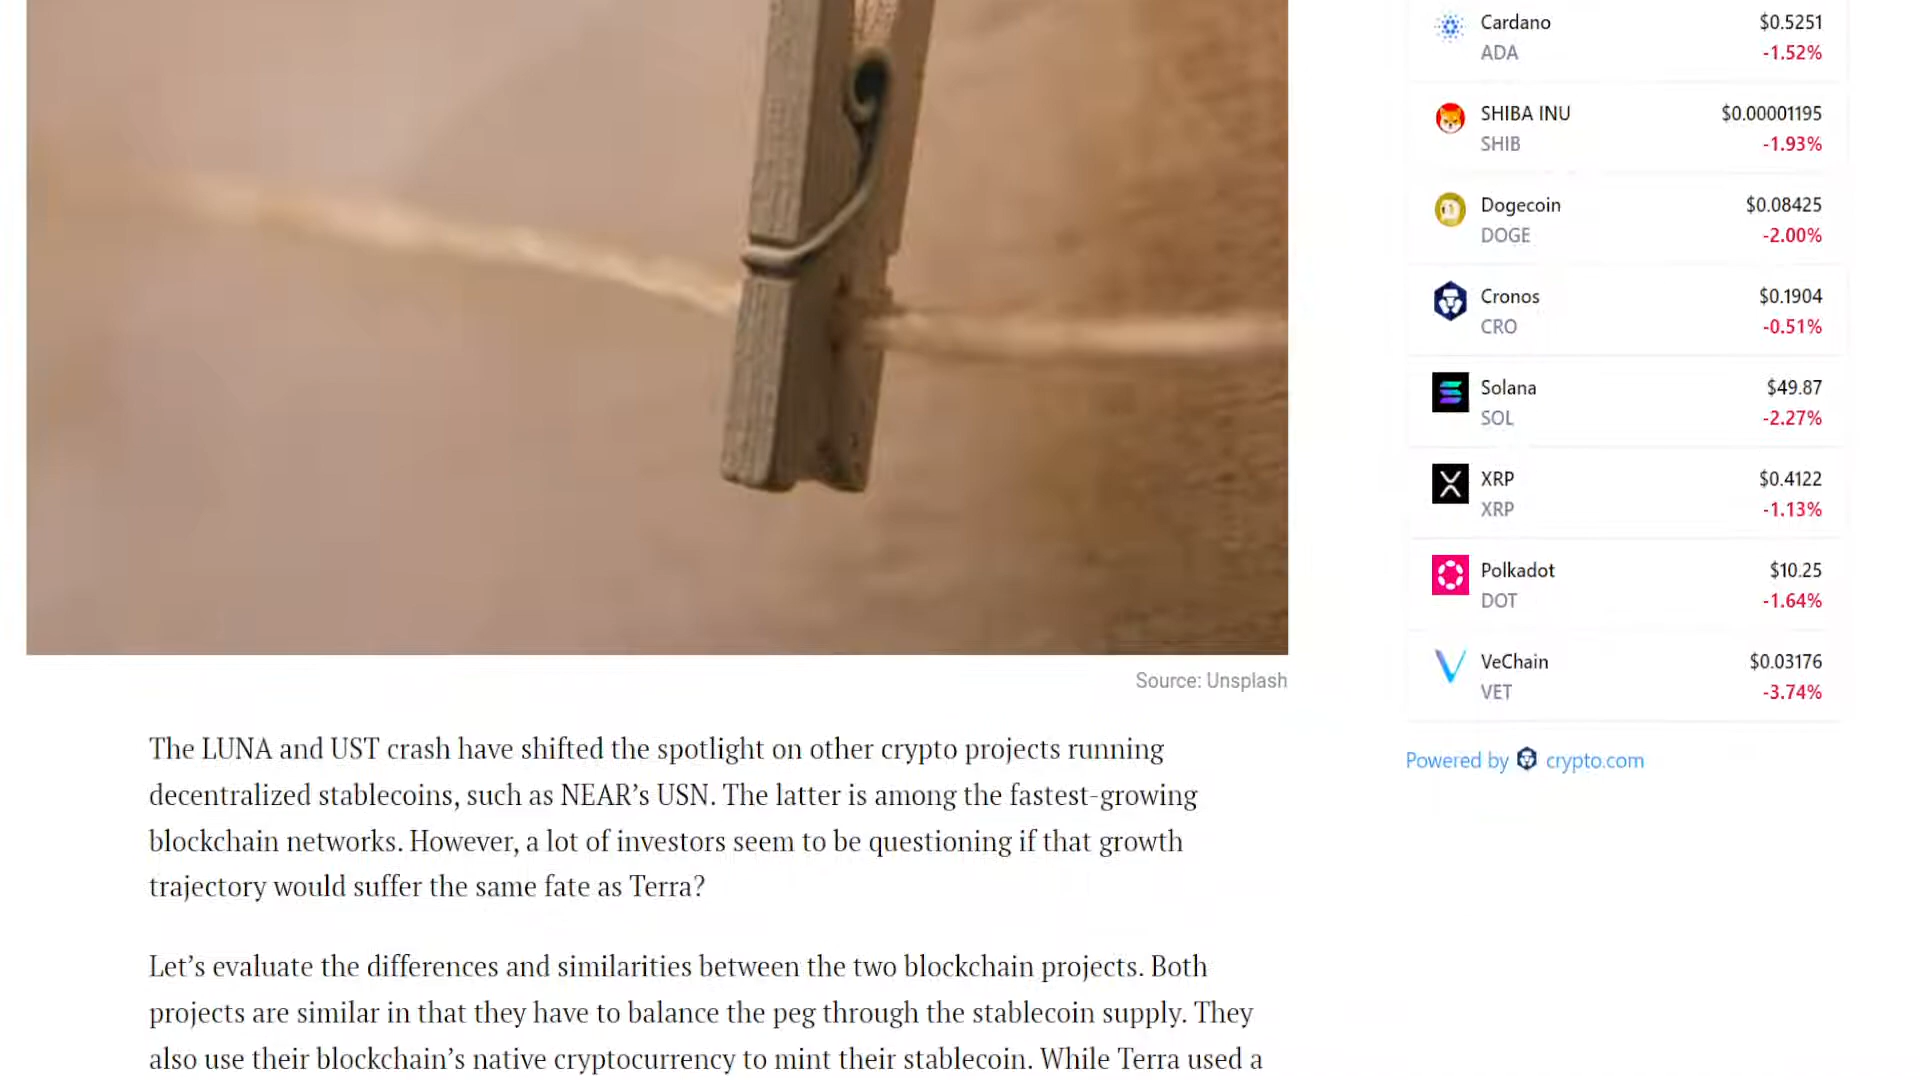 Cardano $0.5251
ADA -1.52%
SHIBA INU $0.00001195
SHIB -1.93%
Dogecoin $0.08425
DOGE -2.00%
Cronos $0.1904
CRO -0.51%
Solana $49.87
SOL -2.27%
XRP $0.4122
XRP -1.13%
Polkadot $10.25
DOT -1.64%
VeChain $0.03176
VET -3.74%
Powered by crypto.com
Source: Unsplash
The LUNA and UST crash have shifted the spotlight on other crypto projects running
decentralized stablecoins, such as NEAR’s USN. The latter is among the fastest-growing
blockchain networks. However, a lot of investors seem to be questioning if that growth
trajectory would suffer the same fate as Terra?
Let’s evaluate the differences and similarities between the two blockchain projects. Both
projects are similar in that they have to balance the peg through the stablecoin supply. They
also use their blockchain’s native cryptocurrency to mint their stablecoin. While Terra used a